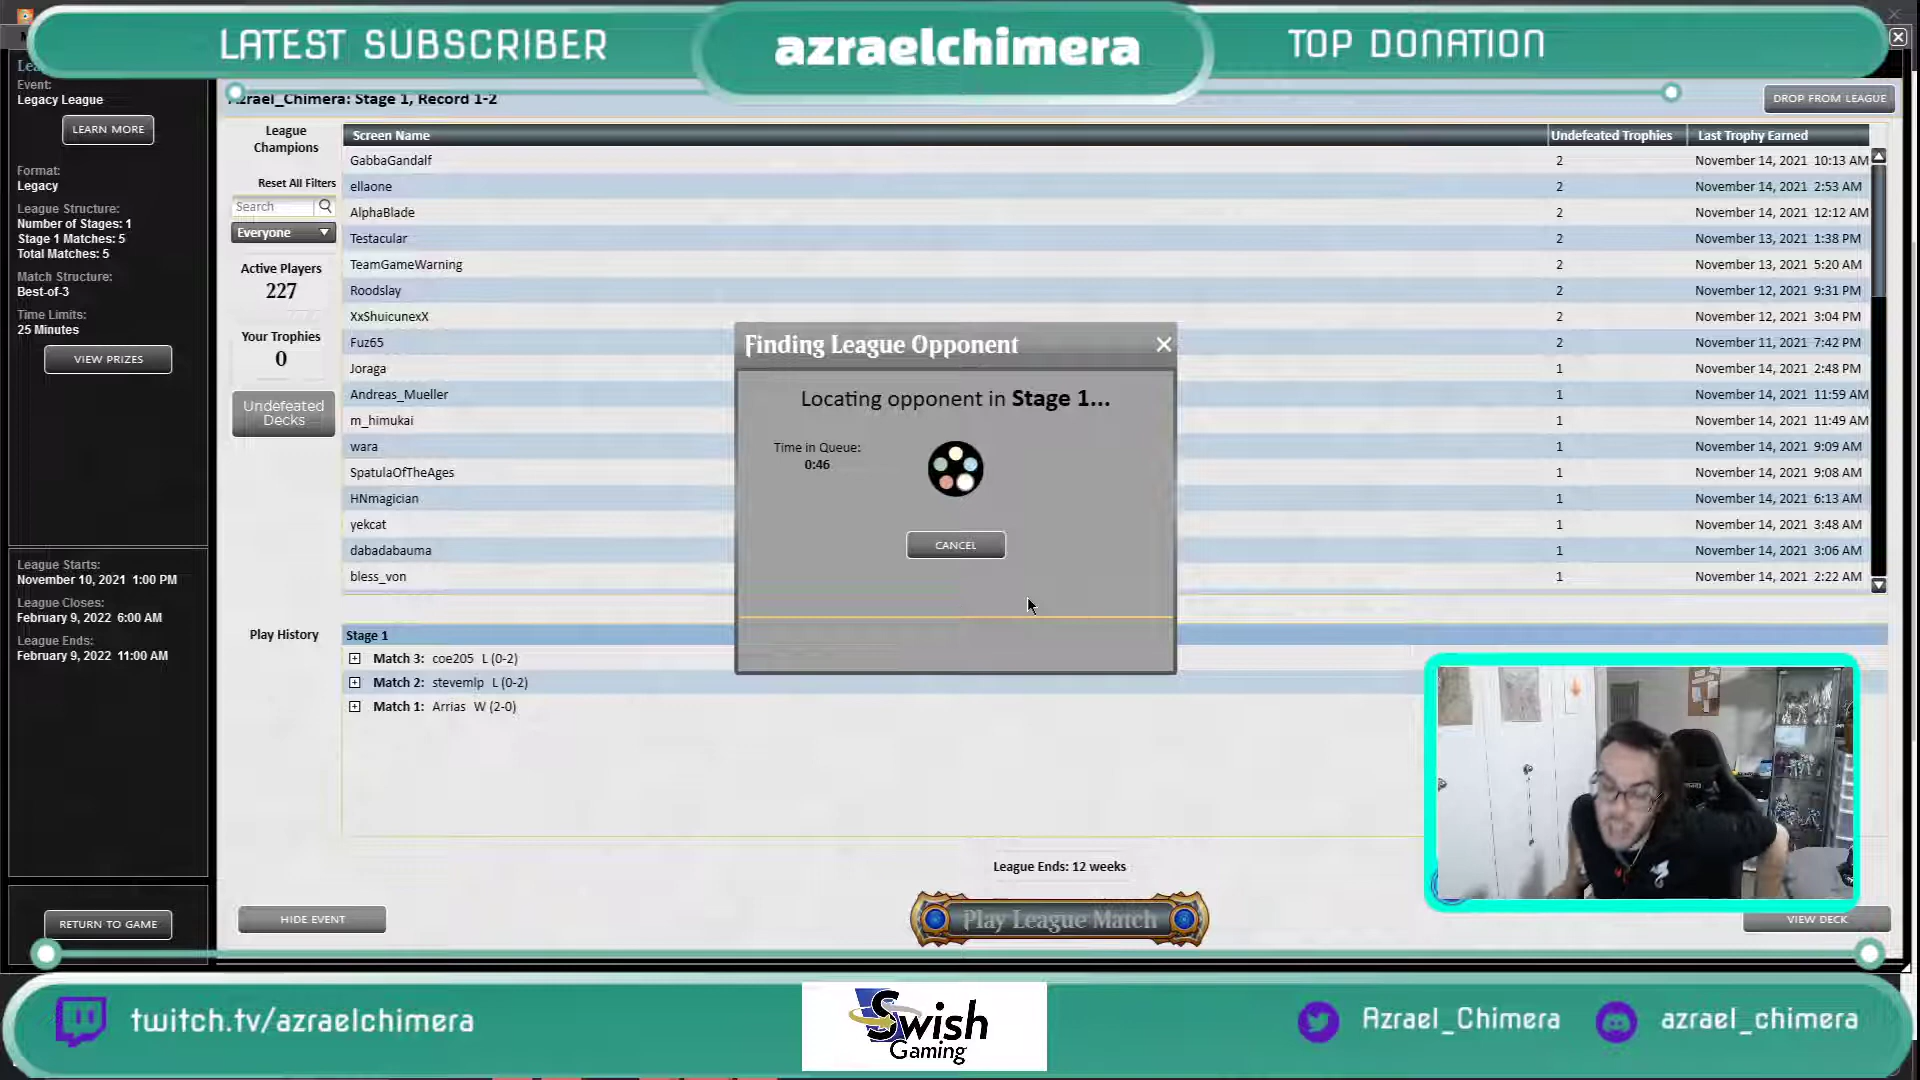 LATEST SUBSCRIBER
azraelchimera
TOP DONATION
Event:
Legacy League
LEARN MORE
Format:
Legacy
League Structure:
Number of Stages: 1
Stage 1 Matches: 5
Total Matches: 5
Match Structure:
Best-of-3
Time Limits:
25 Minutes
VIEW PRIZES
League Starts:
November 10, 2021 1:00 PM
League Closes:
February 9, 2022 6:00 AM
League Ends:
February 9, 2022 11:00 AM
RETURN TO GAME
Azrael_Chimera: Stage 1, Record 1-2
DROP FROM LEAGUE
League
Champions
Reset All Filters
Search
Everyone
Active Players
227
Your Trophies
0
Undefeated
Decks
Screen Name Undefeated Trophies Last Trophy Earned
GabbaGandalf 2 November 14, 2021 10:13 AM
ellaone 2 November 14, 2021 2:53 AM
AlphaBlade 2 November 14, 2021 12:12 AM
Testacular 2 November 13, 2021 1:38 PM
TeamGameWarning 2 November 13, 2021 5:20 AM
Roodslay 2 November 12, 2021 9:31 PM
XxShuicunexX 2 November 12, 2021 3:04 PM
Fuz65 2 November 11, 2021 7:42 PM
Joraga 1 November 14, 2021 2:48 PM
Andreas_Mueller 1 November 14, 2021 11:59 AM
m_himukai 1 November 14, 2021 11:49 AM
wara 1 November 14, 2021 9:09 AM
SpatulaOfTheAges 1 November 14, 2021 9:08 AM
HNmagician 1 November 14, 2021 6:13 AM
yekcat 1 November 14, 2021 3:48 AM
dabadabauma 1 November 14, 2021 3:06 AM
bless_von 1 November 14, 2021 2:22 AM
Finding League Opponent
Locating opponent in Stage 1...
Time in Queue:
0:46
CANCEL
Play History
Stage 1
Match 3: coe205 L (0-2)
Match 2: stevemlp L (0-2)
Match 1: Arrias W (2-0)
League Ends: 12 weeks
HIDE EVENT
Play League Match
VIEW DECK
twitch.tv/azraelchimera
Swish
Gaming
Azrael_Chimera
azrael_chimera